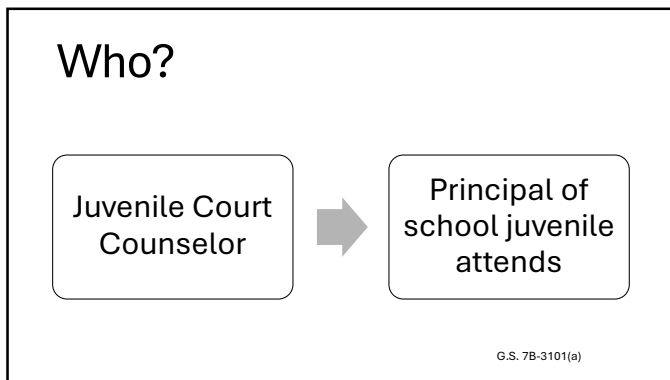 Who?
Juvenile Court
Counselor
Principal of
school juvenile
attends
G.S. 7B-3101(a)